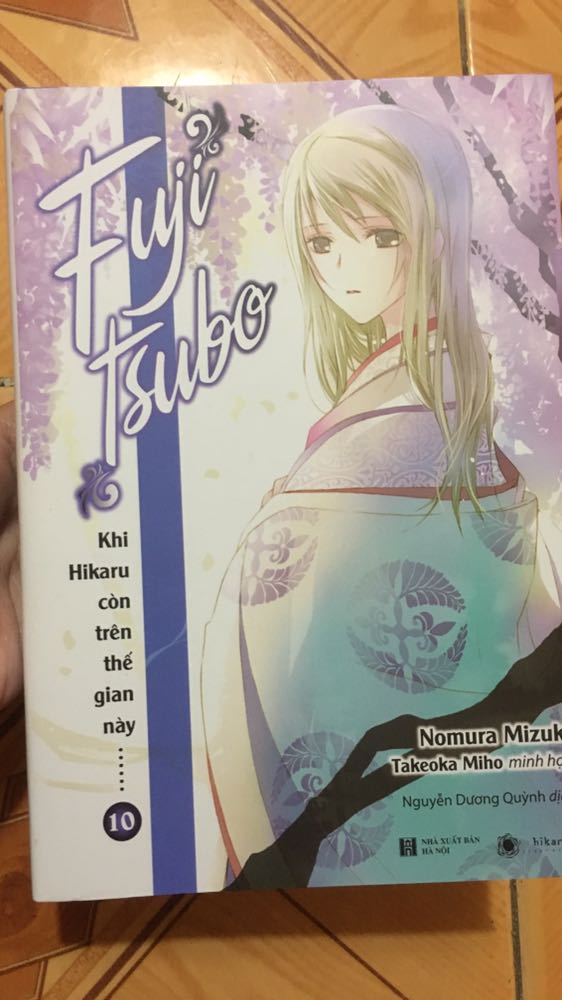 Fuji
tsubo
Khi
Hikaru
còn
trên
thế
gian
này
......
10
Nomura Mizuk
Takeoka Miho minh họ
Nguyễn Dương Quỳnh dị
NHÀ XUẤT BẢN
HÀ NỘI
hikar